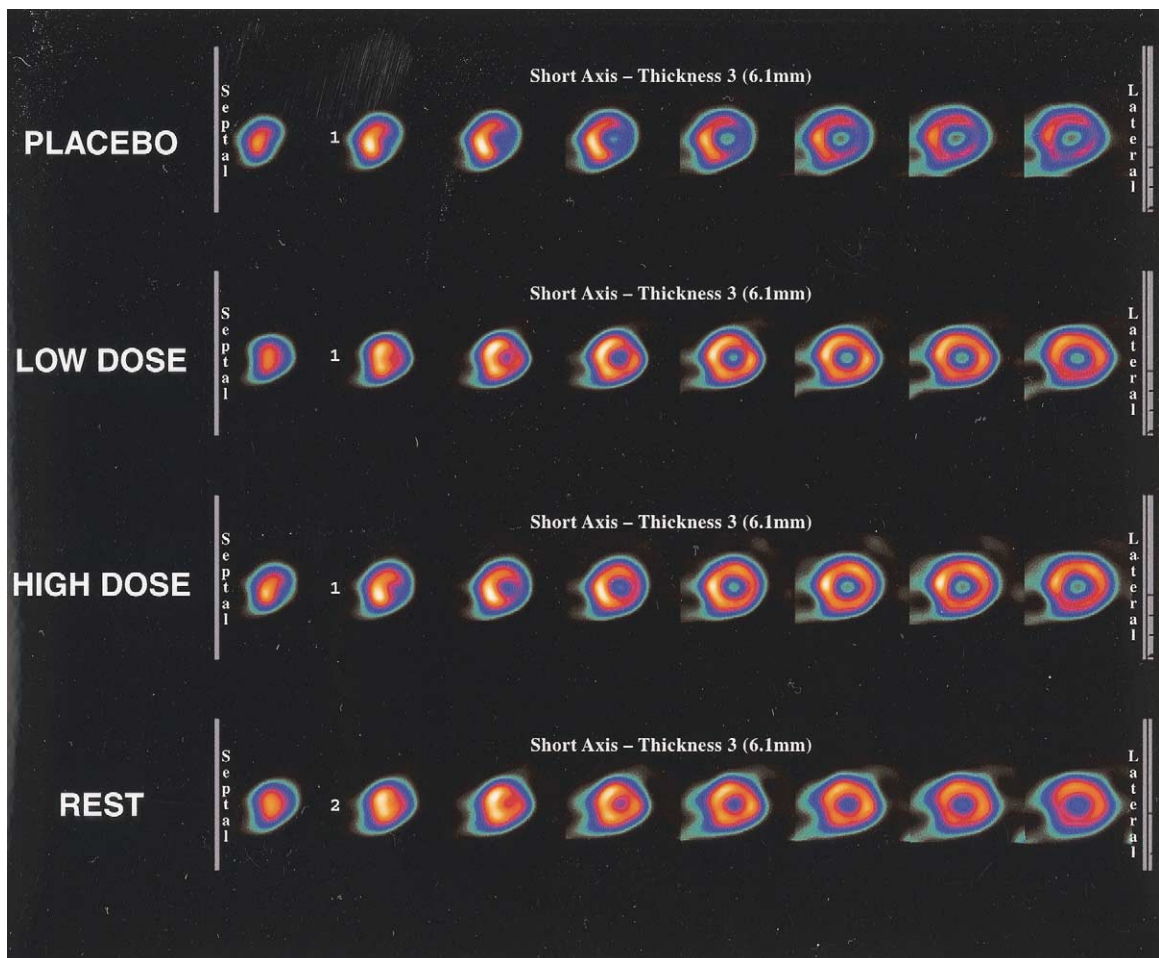 PLACEBO
Septal
1
Short Axis – Thickness 3 (6.1mm)
Lateral
LOW DOSE
Septal
1
Short Axis – Thickness 3 (6.1mm)
Lateral
HIGH DOSE
Septal
1
Short Axis – Thickness 3 (6.1mm)
Lateral
REST
Septal
2
Short Axis – Thickness 3 (6.1mm)
Lateral